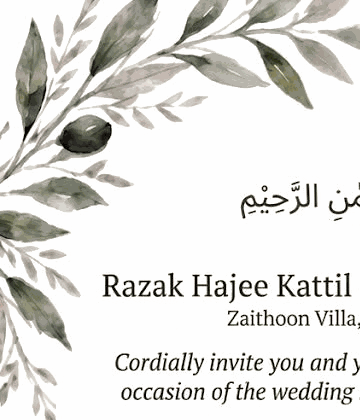 الرَّحِيْمِ
Razak Hajee Kattil
Zaithoon Villa,
Cordially invite you and
occasion of the wedding